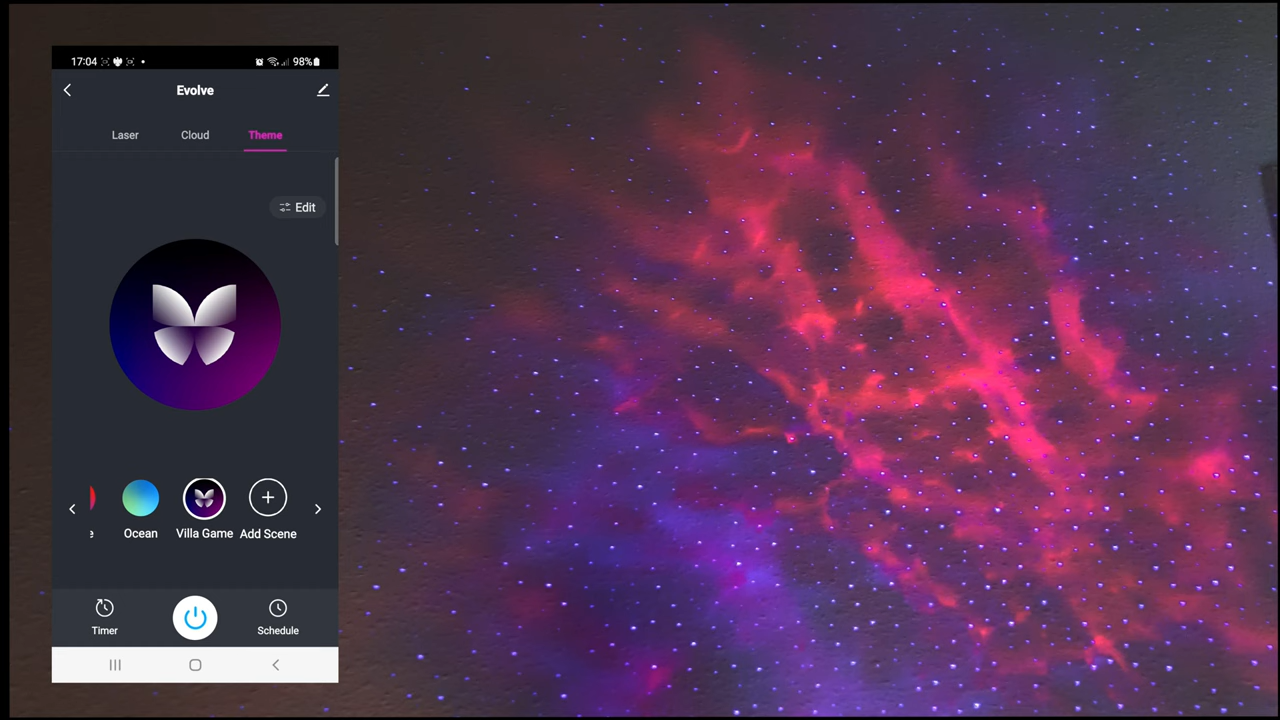 17:04 98%
Evolve
Laser Cloud Theme
Edit
e Ocean Villa Game Add Scene
Timer Schedule